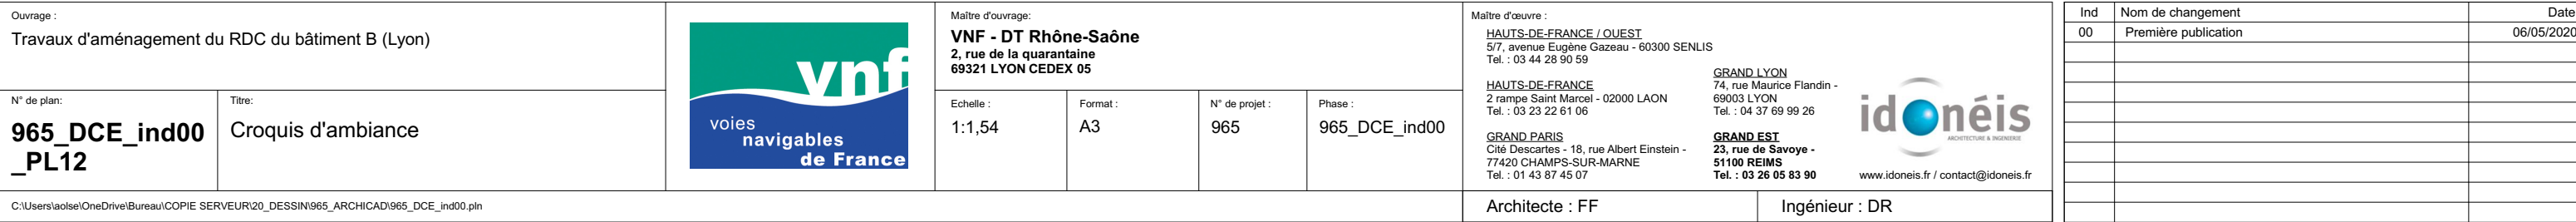 Ouvrage :
Travaux d'aménagement du RDC du bâtiment B (Lyon)
N° de plan:
965_DCE_ind00
_PL12
Titre:
Croquis d'ambiance
C:\Users\aolse\OneDrive\Bureau\COPIE SERVEUR\20_DESSIN\965_ARCHICAD\965_DCE_ind00.pln
vnf
voies
navigables
de France
Maître d'ouvrage:
VNF - DT Rhône-Saône
2, rue de la quarantaine
69321 LYON CEDEX 05
Echelle :
1:1,54
Format :
A3
N° de projet :
965
Phase :
965_DCE_ind00
Maître d'œuvre :
HAUTS-DE-FRANCE / OUEST
5/7, avenue Eugène Gazeau - 60300 SENLIS
Tel. : 03 44 28 90 59
HAUTS-DE-FRANCE
2 rampe Saint Marcel - 02000 LAON
Tel. : 03 23 22 61 06
GRAND PARIS
Cité Descartes - 18, rue Albert Einstein -
77420 CHAMPS-SUR-MARNE
Tel. : 01 43 87 45 07
GRAND LYON
74, rue Maurice Flandin -
69003 LYON
Tel. : 04 37 69 99 26
GRAND EST
23, rue de Savoye -
51100 REIMS
Tel. : 03 26 05 83 90
idonéis
ARCHITECTURE & INGENIERIE
www.idoneis.fr / contact@idoneis.fr
Architecte : FF
Ingénieur : DR
Ind Nom de changement Date
00 Première publication 06/05/2020